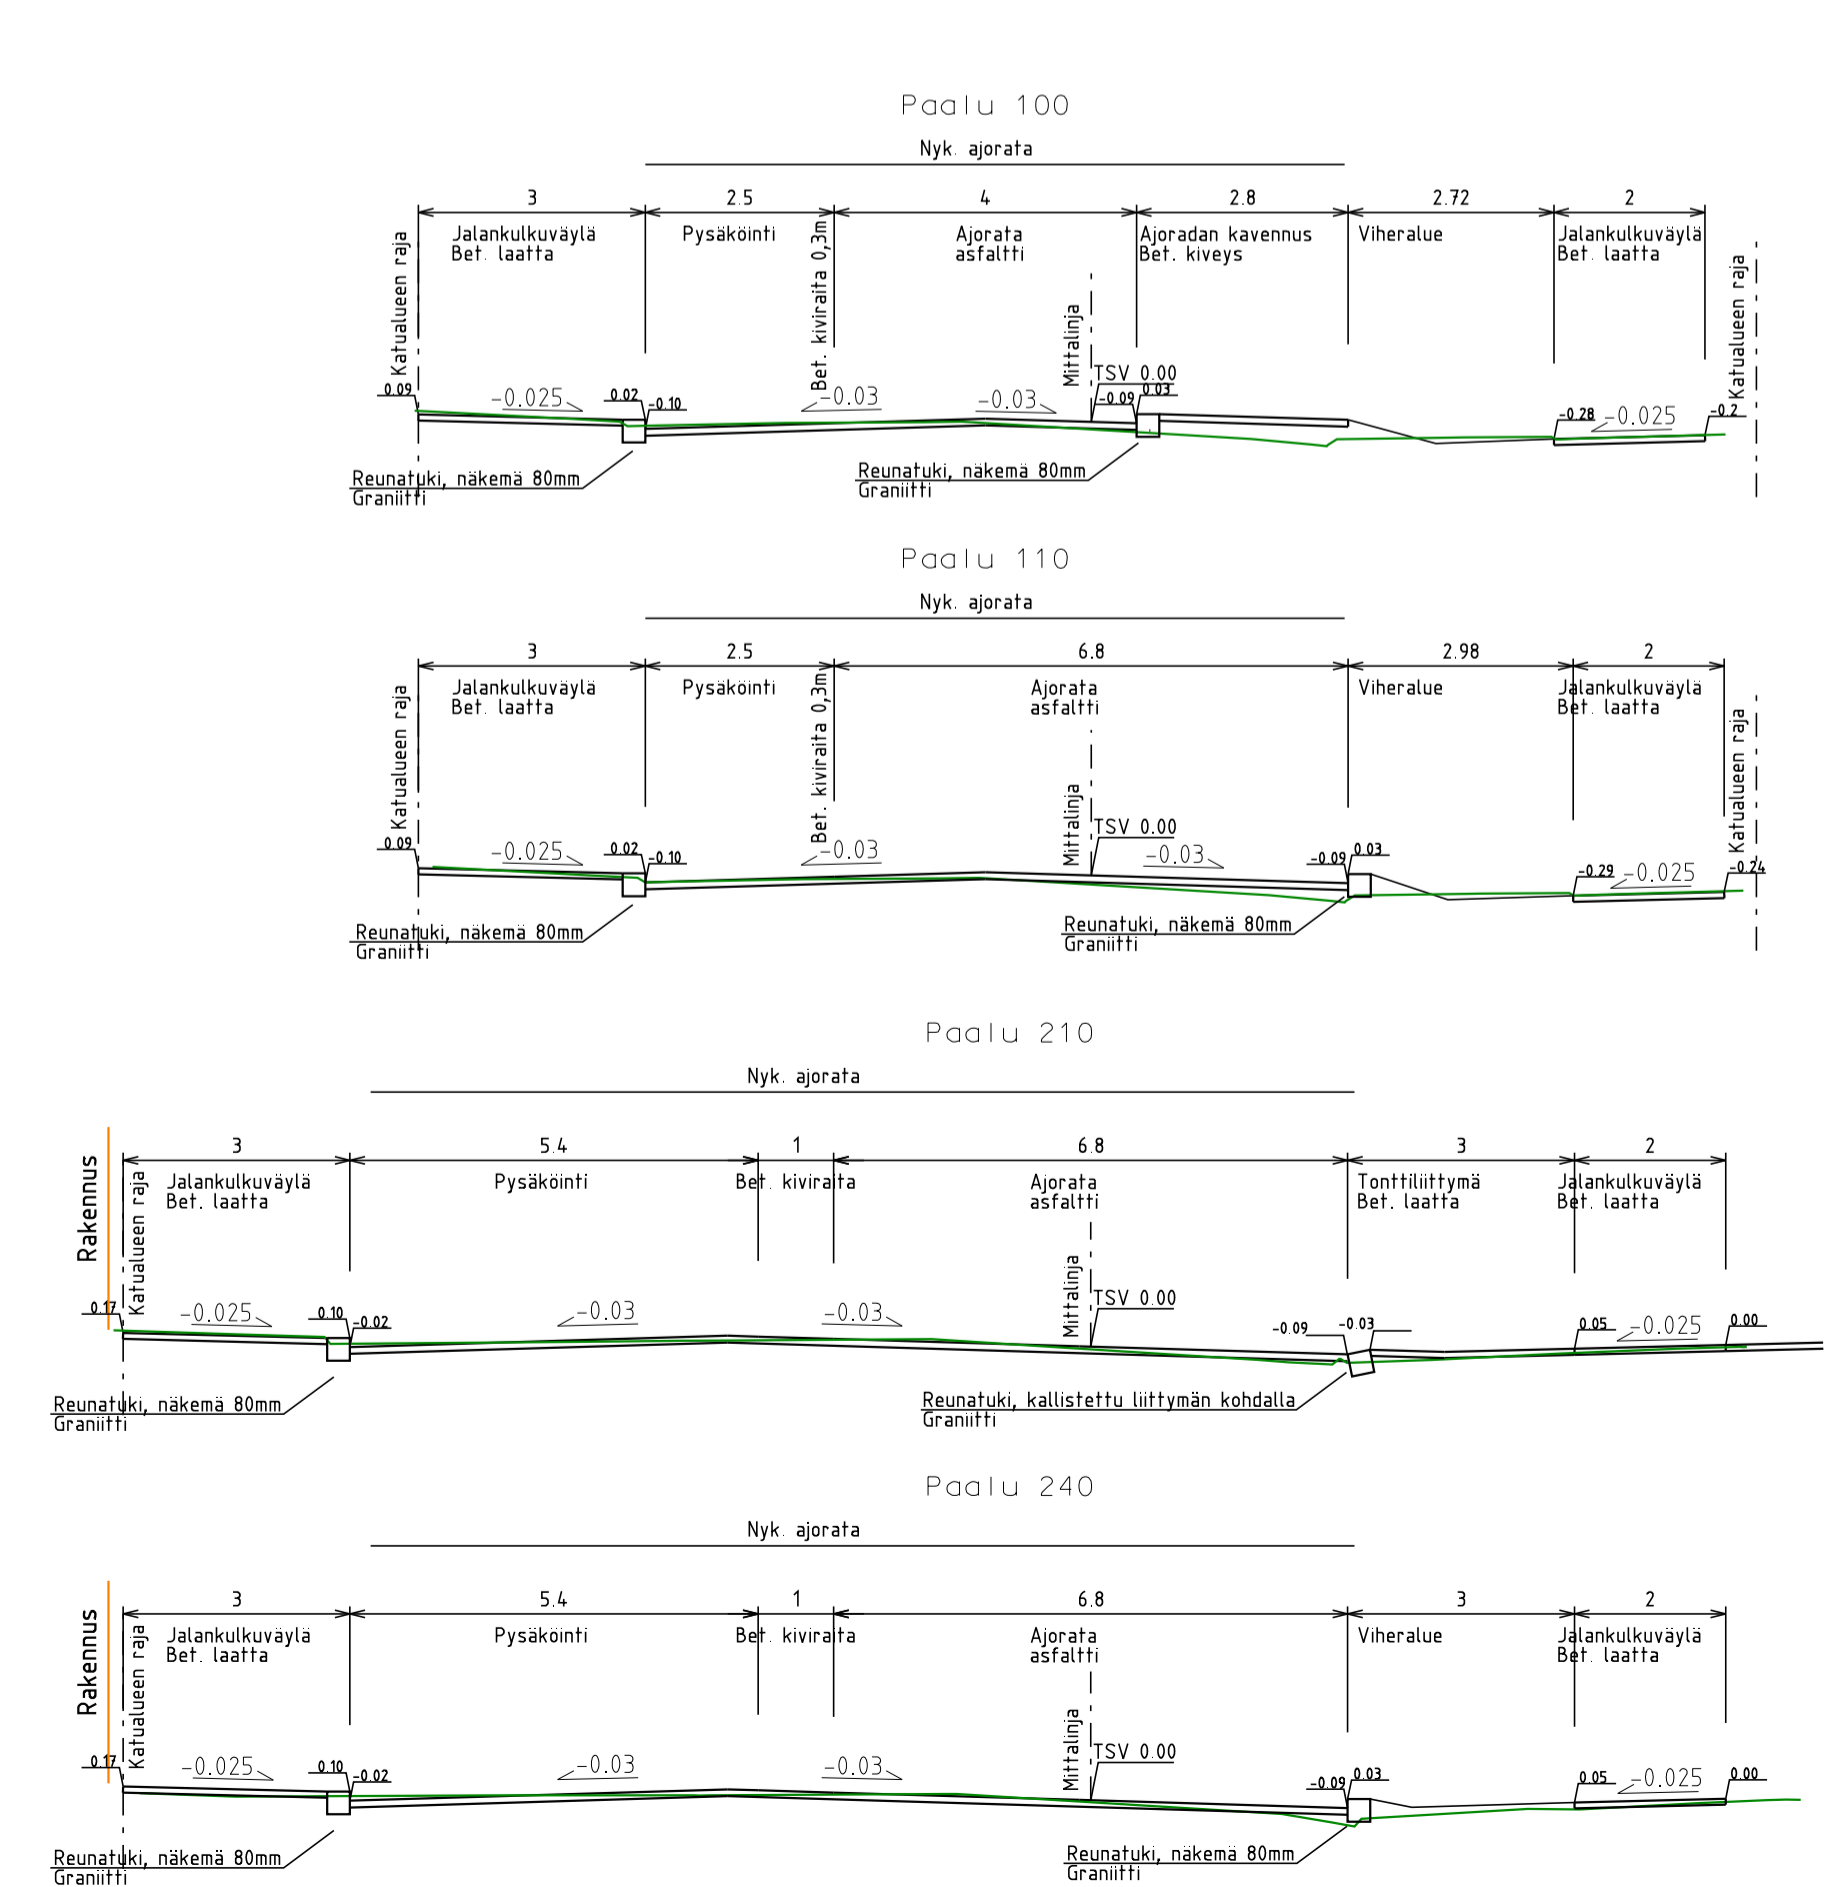 Paalu 100
Nyk. ajorata
3
2.5
4
2.8
2.72
2
Jalankulkuväylä
Bet. laatta
Pysäköinti
Bet. kiviraita 0,3m
Ajorata
asfaltti
Ajoradan kavennus
Bet. kiveys
Viheralue
Jalankulkuväylä
Bet. laatta
Katualueen raja
Mittalinja
Katualueen raja
TSV 0.00
0.09
-0.025
0.02
-0.10
-0.03
-0.03
-0.09
0.03
-0.28
-0.025
-0.2
Reunatuki, näkemä 80mm
Graniitti
Reunatuki, näkemä 80mm
Graniitti
Paalu 110
Nyk. ajorata
3
2.5
6.8
2.98
2
Jalankulkuväylä
Bet. laatta
Pysäköinti
Bet. kiviraita 0,3m
Ajorata
asfaltti
Viheralue
Jalankulkuväylä
Bet. laatta
Katualueen raja
Mittalinja
Katualueen raja
TSV 0.00
0.09
-0.025
0.02
-0.10
-0.03
-0.03
-0.09
0.03
-0.29
-0.025
-0.24
Reunatuki, näkemä 80mm
Graniitti
Reunatuki, näkemä 80mm
Graniitti
Paalu 210
Nyk. ajorata
3
5.4
1
6.8
3
2
Rakennus
Katualueen raja
Jalankulkuväylä
Bet. laatta
Pysäköinti
Bet. kiviraita
Ajorata
asfaltti
Tonttiliittymä
Bet. laatta
Jalankulkuväylä
Bet. laatta
Mittalinja
TSV 0.00
0.17
-0.025
0.10
-0.02
-0.03
-0.03
-0.09
-0.03
0.05
-0.025
0.00
Reunatuki, näkemä 80mm
Graniitti
Reunatuki, kallistettu liittymän kohdalla
Graniitti
Paalu 240
Nyk. ajorata
3
5.4
1
6.8
3
2
Rakennus
Katualueen raja
Jalankulkuväylä
Bet. laatta
Pysäköinti
Bet. kiviraita
Ajorata
asfaltti
Viheralue
Jalankulkuväylä
Bet. laatta
Mittalinja
TSV 0.00
0.17
-0.025
0.10
-0.02
-0.03
-0.03
-0.09
0.03
0.05
-0.025
0.00
Reunatuki, näkemä 80mm
Graniitti
Reunatuki, näkemä 80mm
Graniitti